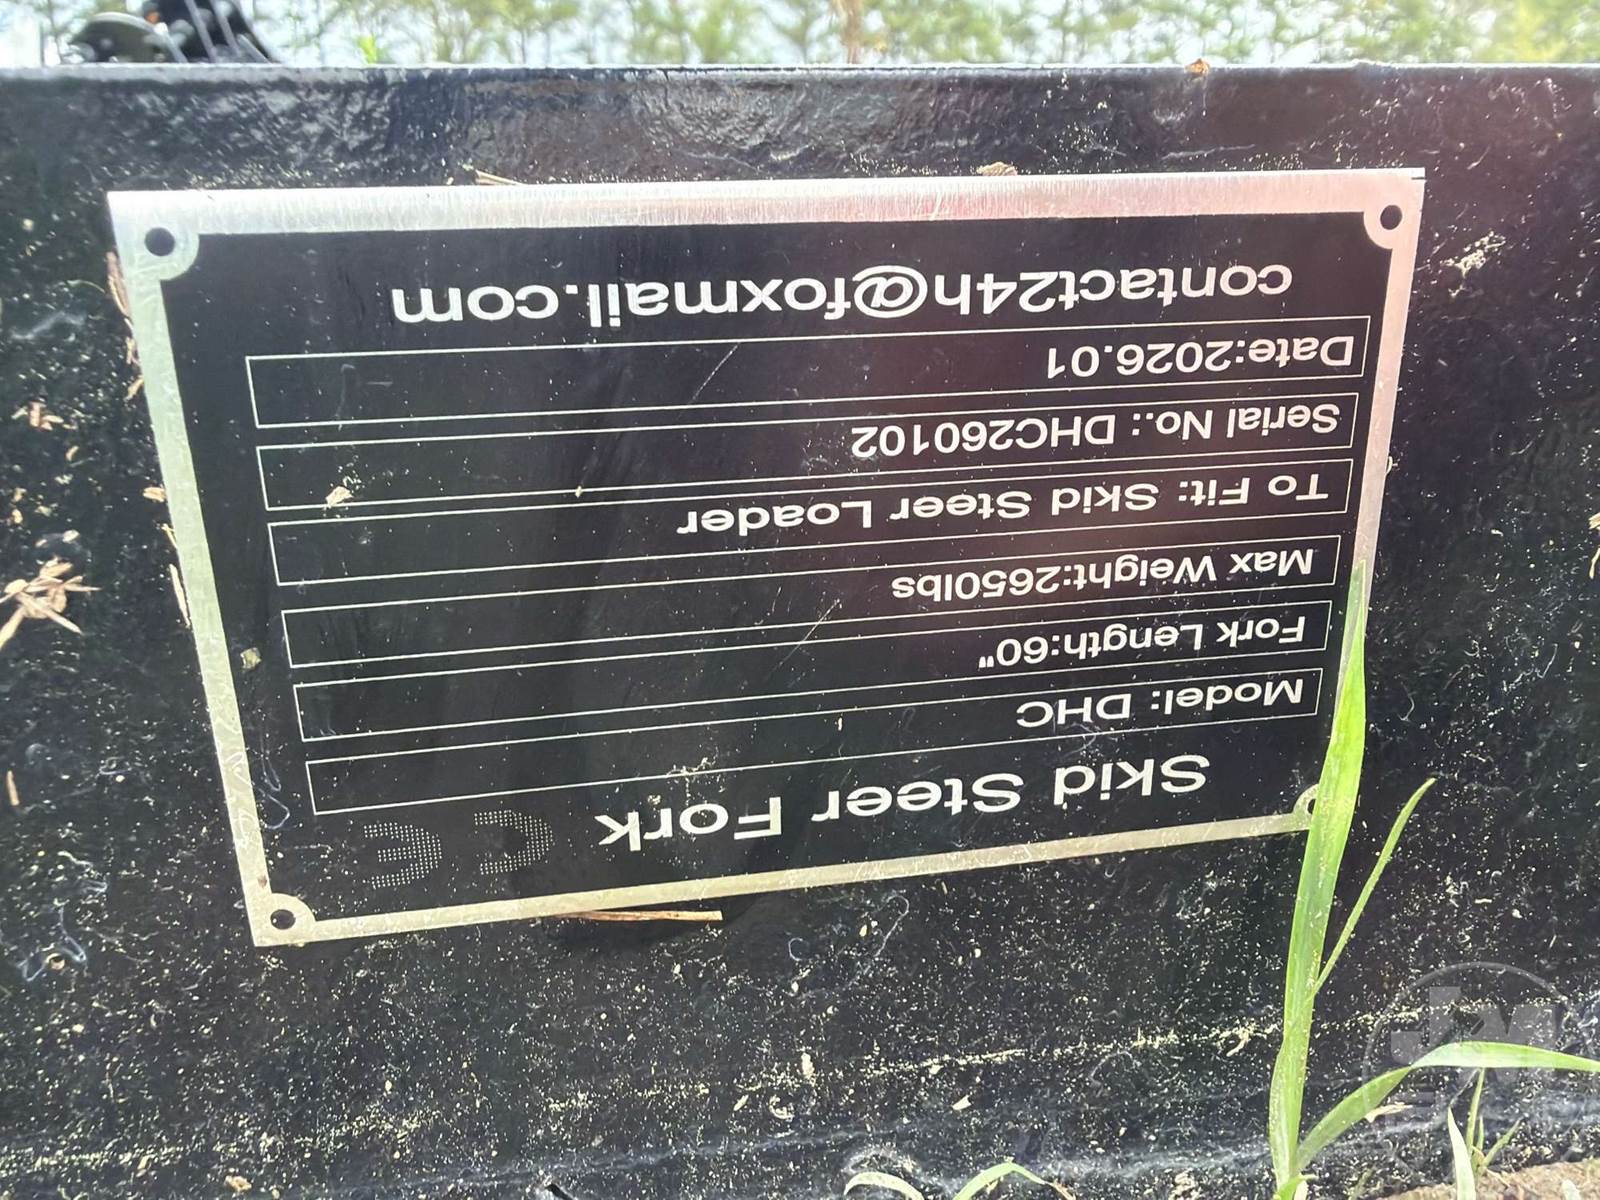 Skid Steer Fork CE
Model: DHC
Fork Length:60"
Max Weight:2650lbs
To Fit: Skid Steer Loader
Serial No.: DHC260102
Date:2026.01
contact24h@foxmail.com